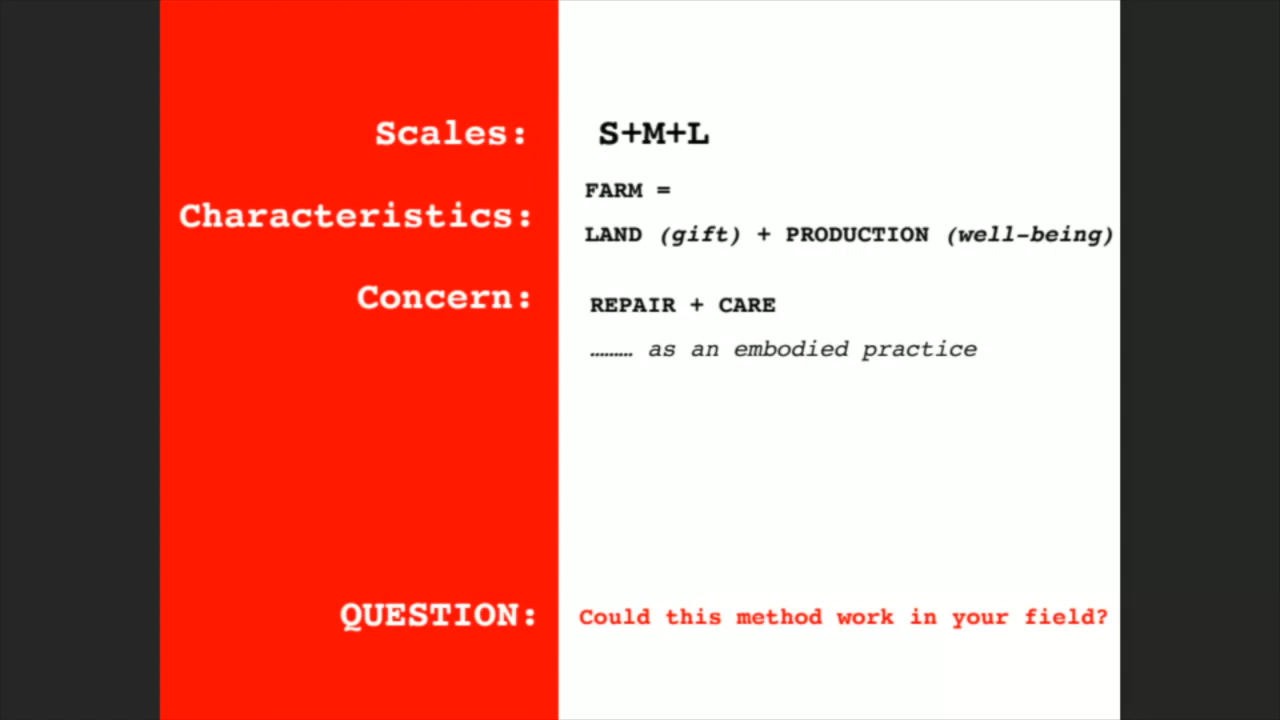 Scales: S+M+L
Characteristics: FARM =
LAND (gift) + PRODUCTION (well-being)
Concern: REPAIR + CARE
……… as an embodied practice
QUESTION: Could this method work in your field?